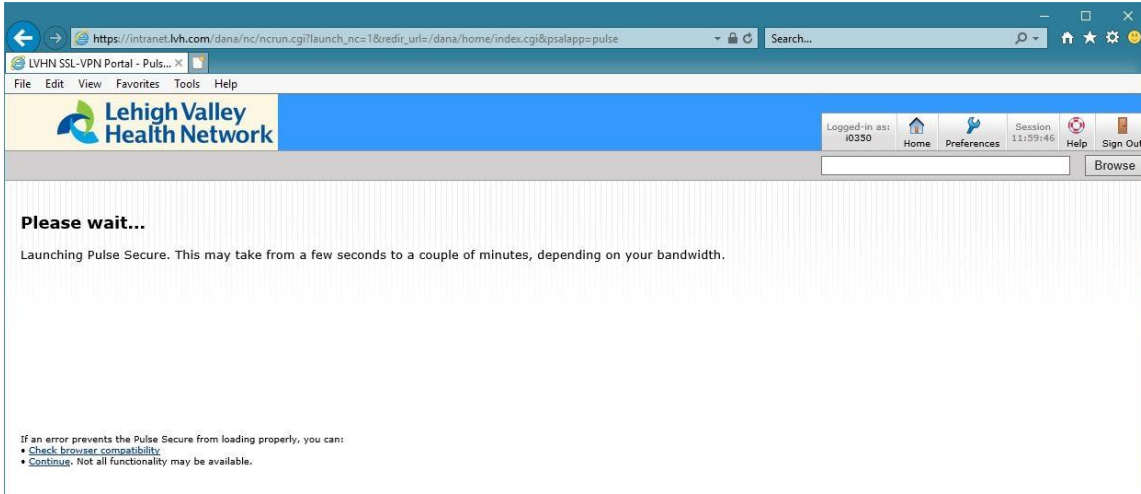 https://intranet.lvh.com/dana/nc/ncrun.cgi?launch_nc=1&redir_url=/dana/home/index.cgi&psalapp=pulse
Search...
LVHN SSL-VPN Portal - Puls...
File Edit View Favorites Tools Help
Lehigh Valley
Health Network
Logged-in as:
i0350
Home
Preferences
Session
11:59:46
Help
Sign Out
Browse
Please wait...
Launching Pulse Secure. This may take from a few seconds to a couple of minutes, depending on your bandwidth.
If an error prevents the Pulse Secure from loading properly, you can:
• Check browser compatibility
• Continue. Not all functionality may be available.